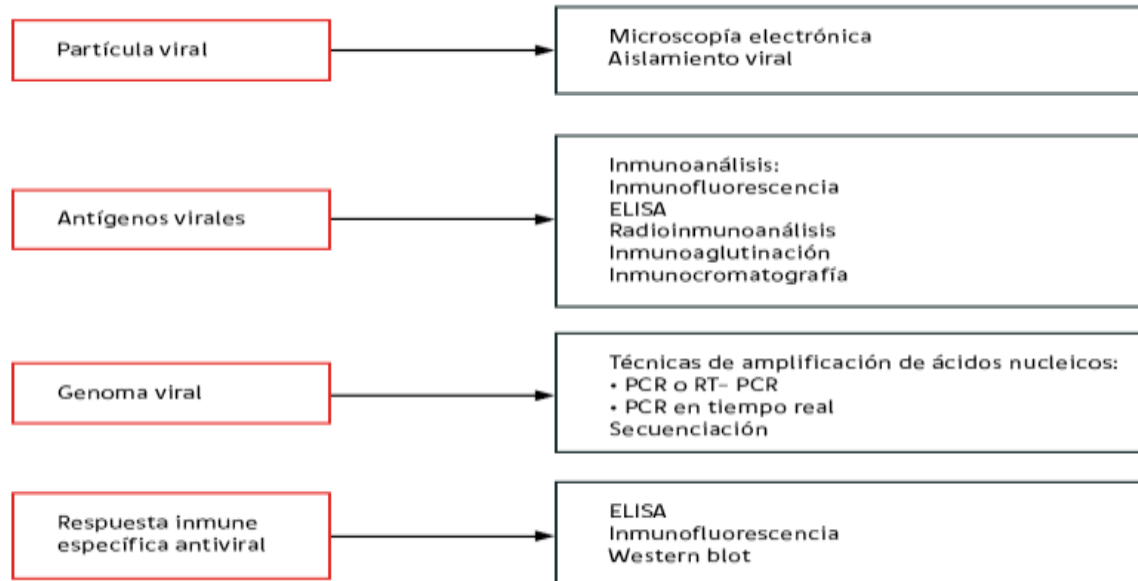 Partícula viral
Microscopía electrónica
Aislamiento viral
Antígenos virales
Inmunoanálisis:
Inmunofluorescencia
ELISA
Radioinmunoanálisis
Inmunoaglutinación
Inmunocromatografía
Genoma viral
Técnicas de amplificación de ácidos nucleicos:
• PCR o RT– PCR
• PCR en tiempo real
Secuenciación
Respuesta inmune
específica antiviral
ELISA
Inmunofluorescencia
Western blot